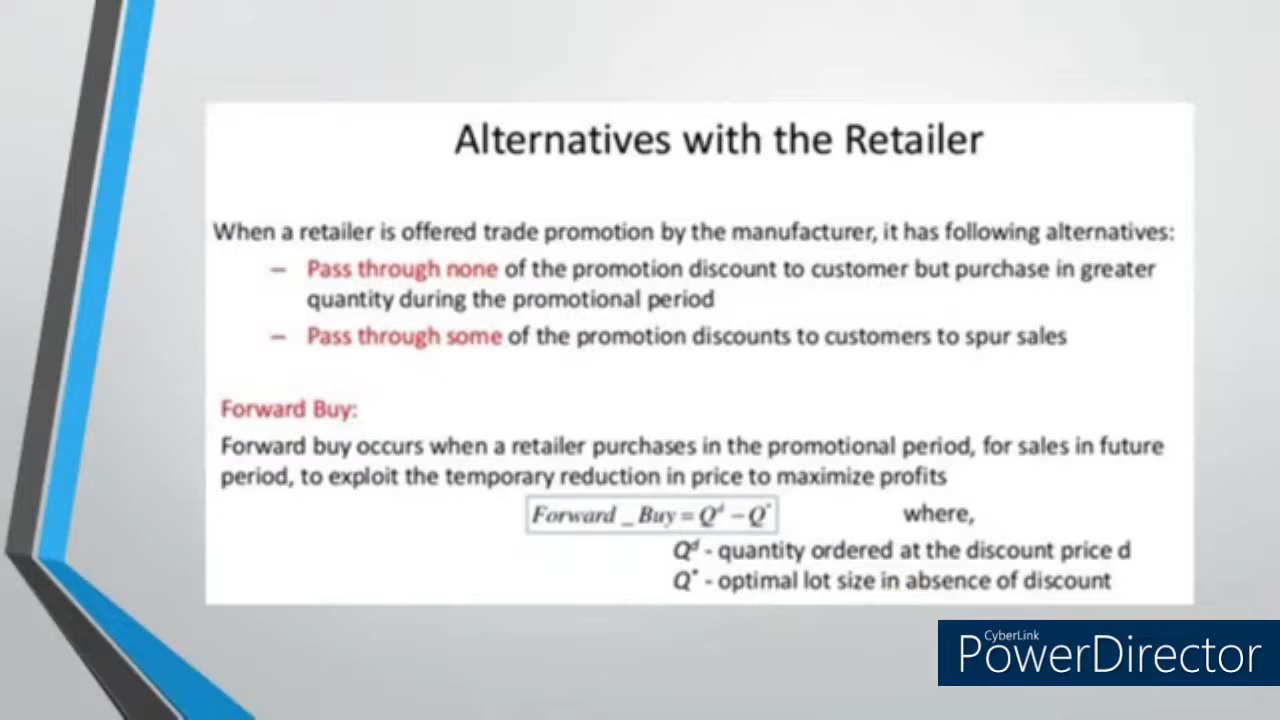 Alternatives with the Retailer
When a retailer is offered trade promotion by the manufacturer, it has following alternatives:
– Pass through none of the promotion discount to customer but purchase in greater
quantity during the promotional period
– Pass through some of the promotion discounts to customers to spur sales
Forward Buy:
Forward buy occurs when a retailer purchases in the promotional period, for sales in future
period, to exploit the temporary reduction in price to maximize profits
Forward _ Buy = Qᵈ – Q* where,
Qᵈ - quantity ordered at the discount price d
Q* - optimal lot size in absence of discount
CyberLink
PowerDirector